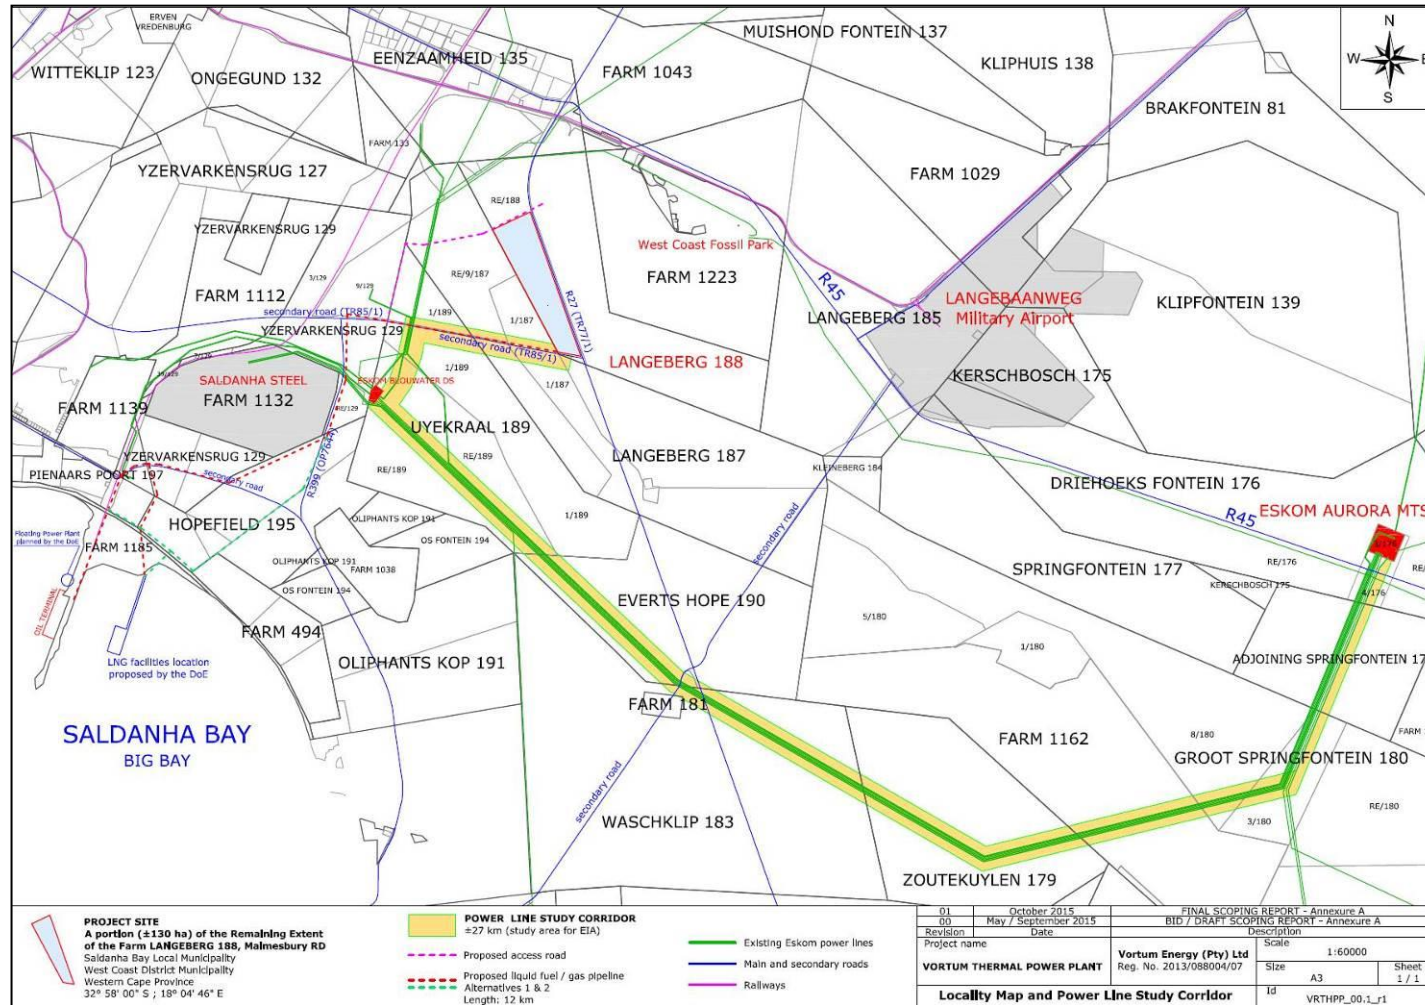 ERVEN
VREDENBURG
N
W
S
MUISHOND FONTEIN 137
EENZAAMHEID 135
WITTEKLIP 123
ONGEGUND 132
FARM 1043
KLIPHUIS 138
BRAKFONTEIN 81
FARM 133
YZERVARKENSRUG 127
FARM 1029
RE/188
YZERVARKENSRUG 129
West Coast Fossil Park
3/129
9/129
RE/9/187
FARM 1223
R45
FARM 1112
R27 (TR77/1)
LANGEBAANWEG
Military Airport
KLIPFONTEIN 139
secondary road (TR85/1)
1/189
1/187
LANGEBERG 185
YZERVARKENSRUG 129
secondary road (TR85/1)
LANGEBERG 188
1/189
1/187
KERSCHBOSCH 175
SALDANHA STEEL
ESKOM BLOUWATER DS
FARM 1132
FARM 1139
RE/129
UYEKRAAL 189
R399 (OP7644)
YZERVARKENSRUG 129
LANGEBERG 187
RE/189
RE/189
KLEINEBERG 184
PIENAARS POORT 197
secondary road
DRIEHOEKS FONTEIN 176
R45
ESKOM AURORA MTS
HOPEFIELD 195
OLIPHANTS KOP 191
1/189
secondary road
Floating Power Plant
planned by the DoE
FARM 1185
OS FONTEIN 194
OLIPHANTS KOP 191
FARM 1038
RE/176
SPRINGFONTEIN 177
KERSCHBOSCH 175
4/176
OS FONTEIN 194
EVERTS HOPE 190
OIL TERMINAL
5/180
FARM 494
1/180
LNG facilities location
proposed by the DoE
OLIPHANTS KOP 191
ADJOINING SPRINGFONTEIN 17
FARM 181
SALDANHA BAY
BIG BAY
FARM 1162
8/180
FARM
GROOT SPRINGFONTEIN 180
secondary road
RE/180
WASCHKLIP 183
3/180
ZOUTEKUYLEN 179
PROJECT SITE
A portion (±130 ha) of the Remaining Extent
of the Farm LANGEBERG 188, Malmesbury RD
Saldanha Bay Local Municipality
West Coast District Municipality
Western Cape Province
32° 58' 00" S ; 18° 04' 46" E
POWER LINE STUDY CORRIDOR
±27 km (study area for EIA)
Proposed access road
Proposed liquid fuel / gas pipeline
Alternatives 1 & 2
Length: 12 km
Existing Eskom power lines
Main and secondary roads
Railways
01 October 2015 FINAL SCOPING REPORT - Annexure A
00 May / September 2015 BID / DRAFT SCOPING REPORT - Annexure A
Revision Date Description
Project name
VORTUM THERMAL POWER PLANT
Vortum Energy (Pty) Ltd
Reg. No. 2013/088004/07
Scale
1:60000
Size
A3
Sheet
1 / 1
Locality Map and Power Line Study Corridor
Id
VRTHPP_00.1_r1